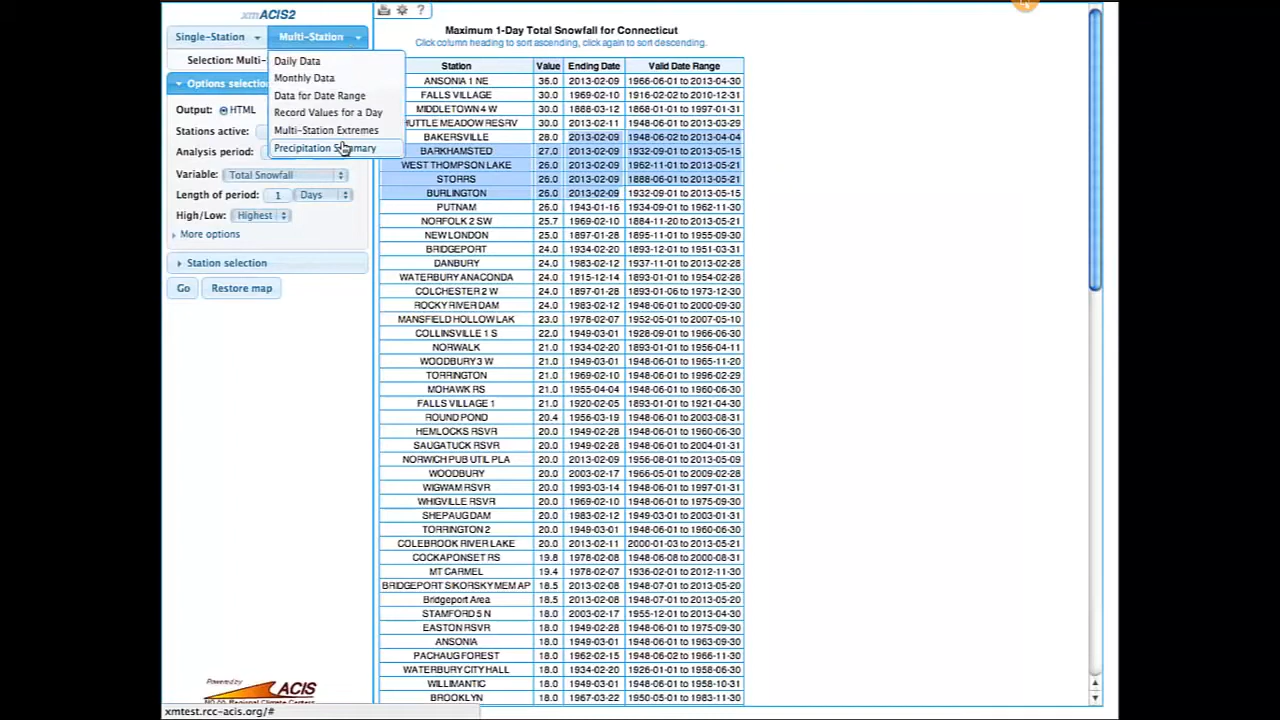 xmACIS2
Single-Station
Multi-Station
Selection: Multi-
Daily Data
Monthly Data
Data for Date Range
Record Values for a Day
Multi-Station Extremes
Precipitation Summary
Options selection
Output: HTML
Stations active:
Analysis period:
Variable: Total Snowfall
Length of period: 1 Days
High/Low: Highest
More options
Station selection
Go Restore map
Powered by
ACIS
NOAA Regional Climate Centers
xmtest.rcc-acis.org/#
?
Maximum 1-Day Total Snowfall for Connecticut
Click column heading to sort ascending, click again to sort descending.
Station Value Ending Date Valid Date Range
ANSONIA 1 NE 36.0 2013-02-09 1966-06-01 to 2013-04-30
FALLS VILLAGE 30.0 1969-02-10 1916-02-02 to 2010-12-31
MIDDLETOWN 4 W 30.0 1888-03-12 1868-01-01 to 1997-01-31
SHUTTLE MEADOW RESRV 30.0 2013-02-11 1948-06-01 to 2013-03-29
BAKERSVILLE 28.0 2013-02-09 1948-06-02 to 2013-04-04
BARKHAMSTED 27.0 2013-02-09 1932-09-01 to 2013-05-15
WEST THOMPSON LAKE 26.0 2013-02-09 1962-11-01 to 2013-05-21
STORRS 26.0 2013-02-09 1888-06-01 to 2013-05-21
BURLINGTON 26.0 2013-02-09 1932-09-01 to 2013-05-15
PUTNAM 26.0 1943-01-16 1934-09-01 to 1962-11-30
NORFOLK 2 SW 25.7 1969-02-10 1884-11-20 to 2013-05-21
NEW LONDON 25.0 1897-01-28 1895-11-01 to 1955-09-30
BRIDGEPORT 24.0 1934-02-20 1893-12-01 to 1951-03-31
DANBURY 24.0 1983-02-12 1937-11-01 to 2013-02-28
WATERBURY ANACONDA 24.0 1915-12-14 1893-01-01 to 1954-02-28
COLCHESTER 2 W 24.0 1897-01-28 1893-01-06 to 1973-12-30
ROCKY RIVER DAM 24.0 1983-02-12 1948-06-01 to 2000-09-30
MANSFIELD HOLLOW LAK 23.0 1978-02-07 1952-05-01 to 2007-05-10
COLLINSVILLE 1 S 22.0 1949-03-01 1928-09-01 to 1966-06-30
NORWALK 21.0 1934-02-20 1893-01-01 to 1956-04-11
WOODBURY 3 W 21.0 1949-03-01 1948-06-01 to 1965-11-20
TORRINGTON 21.0 1969-02-10 1948-06-01 to 1996-02-29
MOHAWK RS 21.0 1955-04-04 1948-06-01 to 1960-06-30
FALLS VILLAGE 1 21.0 1920-02-05 1893-01-01 to 1921-04-30
ROUND POND 20.4 1956-03-19 1948-06-01 to 2003-08-31
HEMLOCKS RSVR 20.0 1949-02-28 1948-06-01 to 1960-06-30
SAUGATUCK RSVR 20.0 1949-02-28 1948-06-01 to 2004-01-31
NORWICH PUB UTIL PLA 20.0 2013-02-09 1956-08-01 to 2013-05-09
WOODBURY 20.0 2003-02-17 1966-05-01 to 2009-02-28
WIGWAM RSVR 20.0 1993-03-14 1948-06-01 to 1997-01-31
WHIGVILLE RSVR 20.0 1969-02-10 1948-06-01 to 1975-09-30
SHEPAUG DAM 20.0 1983-02-12 1949-03-01 to 2003-01-31
TORRINGTON 2 20.0 1949-03-01 1948-06-01 to 1960-06-30
COLEBROOK RIVER LAKE 20.0 2013-02-11 2000-01-03 to 2013-05-21
COCKAPONSET RS 19.8 1978-02-08 1948-06-08 to 2000-08-31
MT CARMEL 19.4 1978-02-07 1936-02-01 to 2012-11-30
BRIDGEPORT SIKORSKY MEM AP 18.5 2013-02-08 1948-07-01 to 2013-05-20
Bridgeport Area 18.5 2013-02-08 1948-07-01 to 2013-05-20
STAMFORD 5 N 18.0 2003-02-17 1955-12-01 to 2013-04-30
EASTON RSVR 18.0 1949-02-28 1948-06-01 to 1975-09-30
ANSONIA 18.0 1949-03-01 1948-06-01 to 1963-09-30
PACHAUG FOREST 18.0 1962-02-15 1948-06-02 to 1966-11-30
WATERBURY CITY HALL 18.0 1934-02-20 1926-01-01 to 1958-06-30
WILLIMANTIC 18.0 1949-03-01 1948-06-01 to 1958-10-31
BROOKLYN 18.0 1967-03-22 1950-05-01 to 1983-11-30